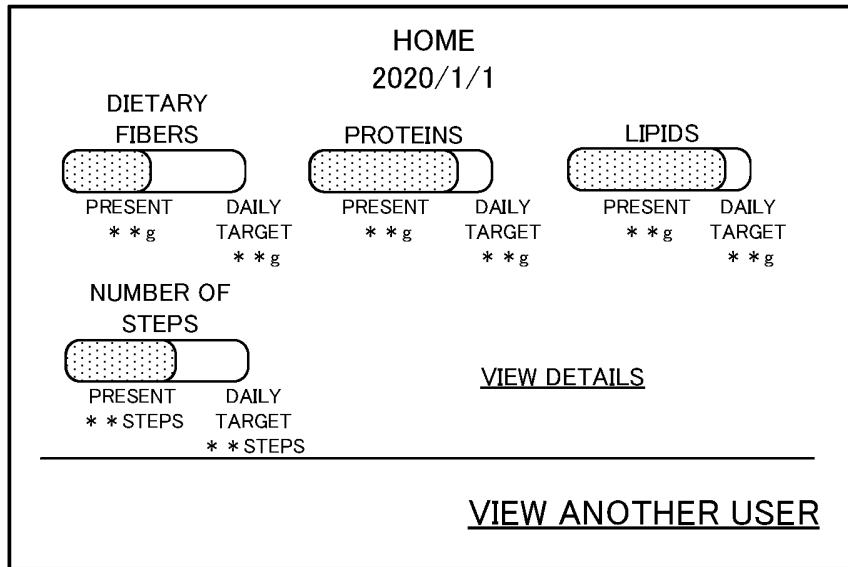 HOME
2020/1/1
DIETARY
FIBERS
PRESENT
* * g
DAILY
TARGET
* * g
PROTEINS
PRESENT
* * g
DAILY
TARGET
* * g
LIPIDS
PRESENT
* * g
DAILY
TARGET
* * g
NUMBER OF
STEPS
PRESENT
* * STEPS
DAILY
TARGET
* * STEPS
VIEW DETAILS
VIEW ANOTHER USER